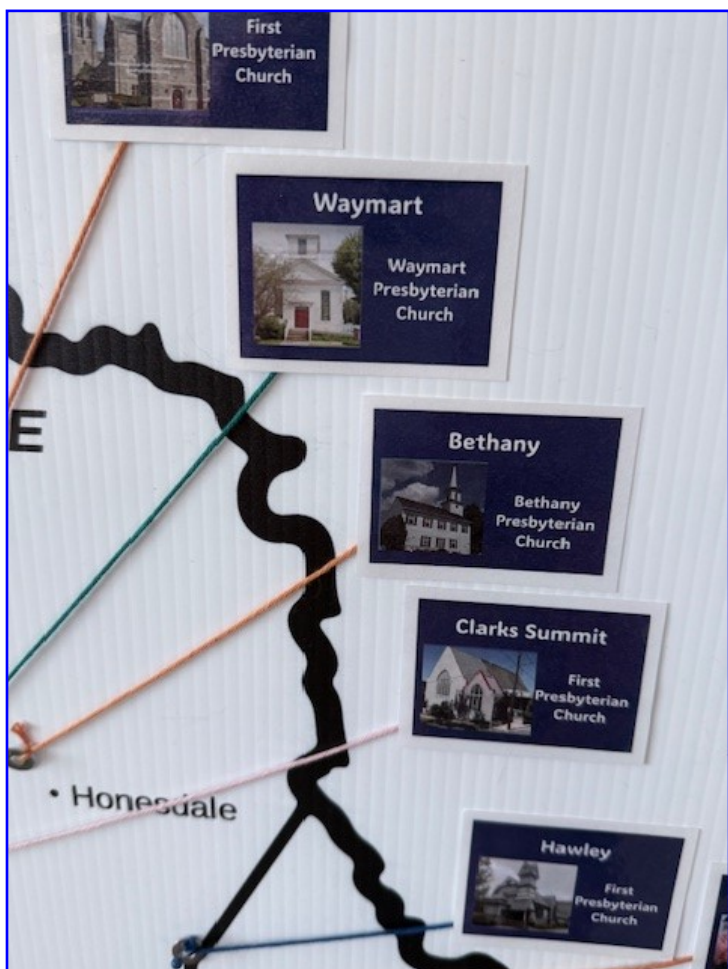 First
Presbyterian
Church
Waymart
Waymart
Presbyterian
Church
E
Bethany
Bethany
Presbyterian
Church
Clarks Summit
First
Presbyterian
Church
• Honesdale
Hawley
First
Presbyterian
Church